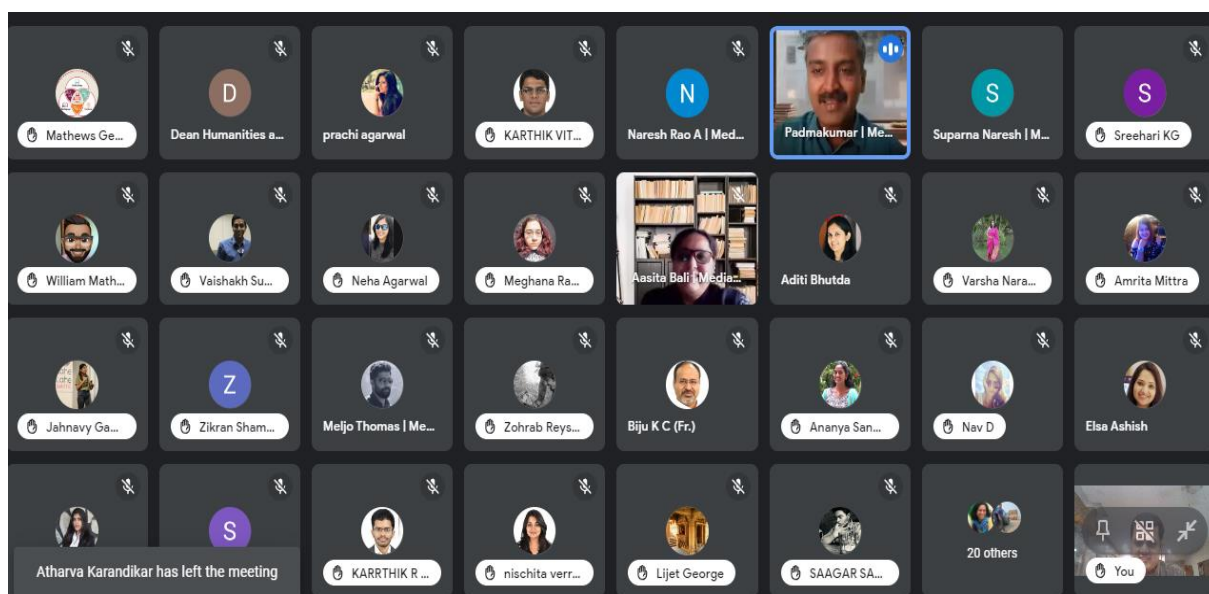 Mathews Ge...
D
Dean Humanities a...
prachi agarwal
KARTHIK VIT...
N
Naresh Rao A | Med...
Padmakumar | Me...
S
Suparna Naresh | M...
S
Sreehari KG
William Math...
Vaishakh Su...
Neha Agarwal
Meghana Ra...
Aasita Bali | Media...
Aditi Bhutda
Varsha Nara...
Amrita Mittra
Jahnavy Ga...
Z
Zikran Sham...
Meljo Thomas | Me...
Zohrab Reys...
Biju K C (Fr.)
Ananya San...
Nav D
Elsa Ashish
S
Atharva Karandikar has left the meeting
KARRTHIK R ...
nischita verr...
Lijet George
SAAGAR SA...
20 others
You